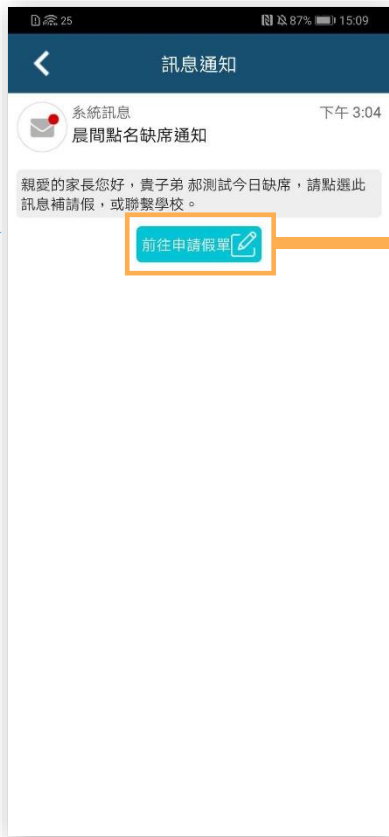 25 87% 15:09
訊息通知
系統訊息 下午 3:04
晨間點名缺席通知
親愛的家長您好，貴子弟 郝測試今日缺席，請點選此
訊息補請假，或聯繫學校。
前往申請假單